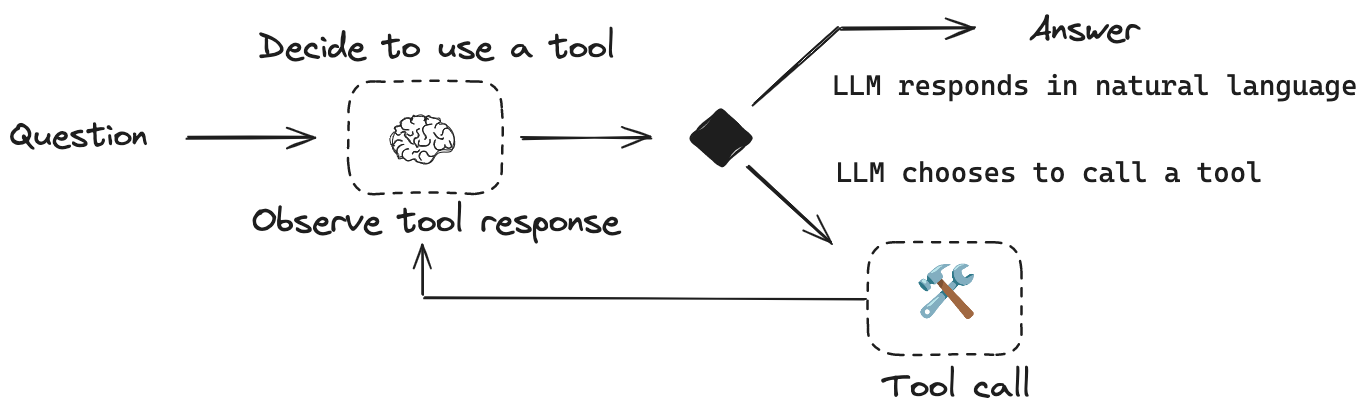 Decide to use a tool
Answer
LLM responds in natural language
Question
LLM chooses to call a tool
Observe tool response
Tool call